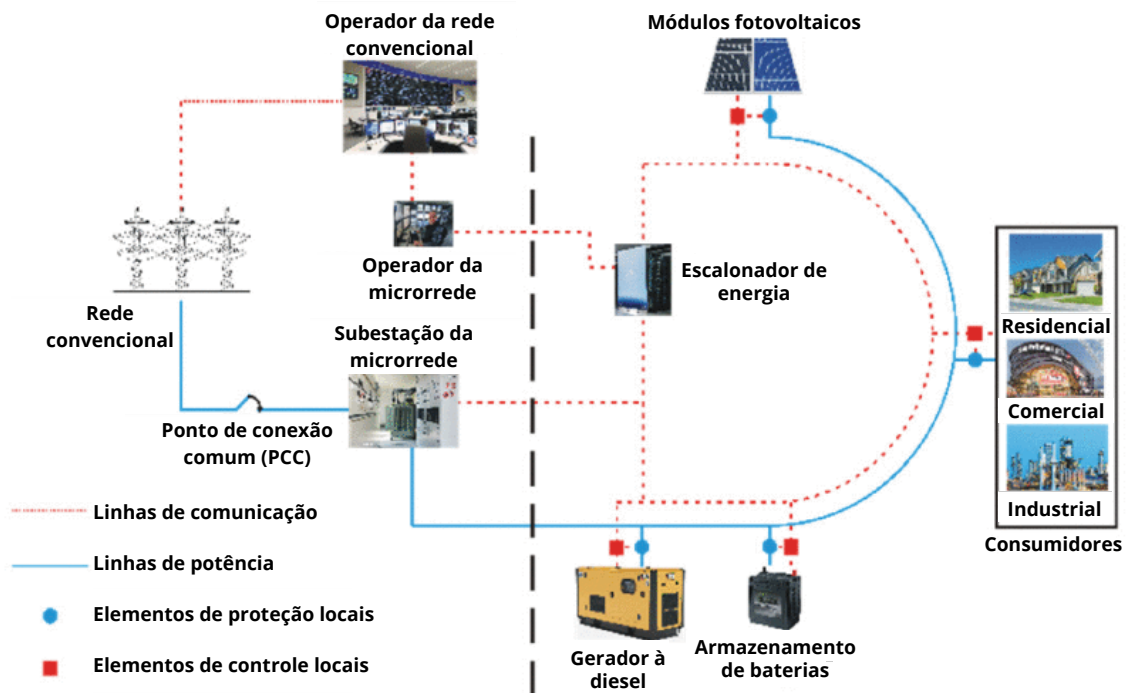 Operador da rede
convencional
Módulos fotovoltaicos
Operador da
microrrede
Escalonador de
energia
Rede
convencional
Subestação da
microrrede
Residencial
Comercial
Industrial
Consumidores
Ponto de conexão
comum (PCC)
Linhas de comunicação
Linhas de potência
Elementos de proteção locais
Elementos de controle locais
Gerador à
diesel
Armazenamento
de baterias